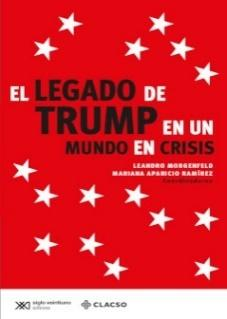 EL LEGADO DE
TRUMP EN UN
MUNDO EN CRISIS
LEANDRO MORGENFELD
MARIANA APARICIO RAMÍREZ
Coordinadores
siglo veintiuno
editores
CLACSO